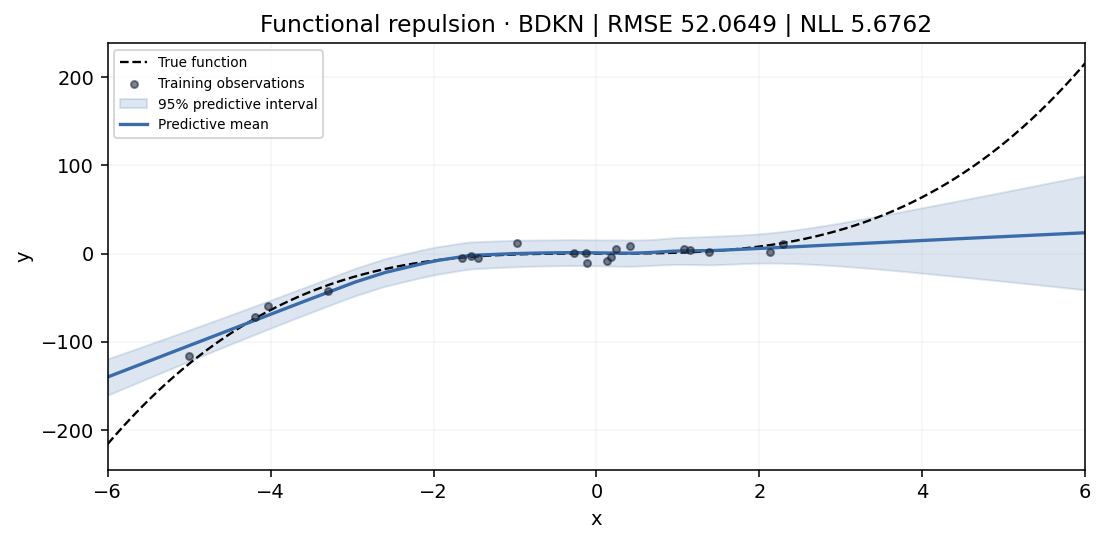 Functional repulsion · BDKN | RMSE 52.0649 | NLL 5.6762
True function
Training observations
95% predictive interval
Predictive mean
y
200
100
0
−100
−200
−6 −4 −2 0 2 4 6
x